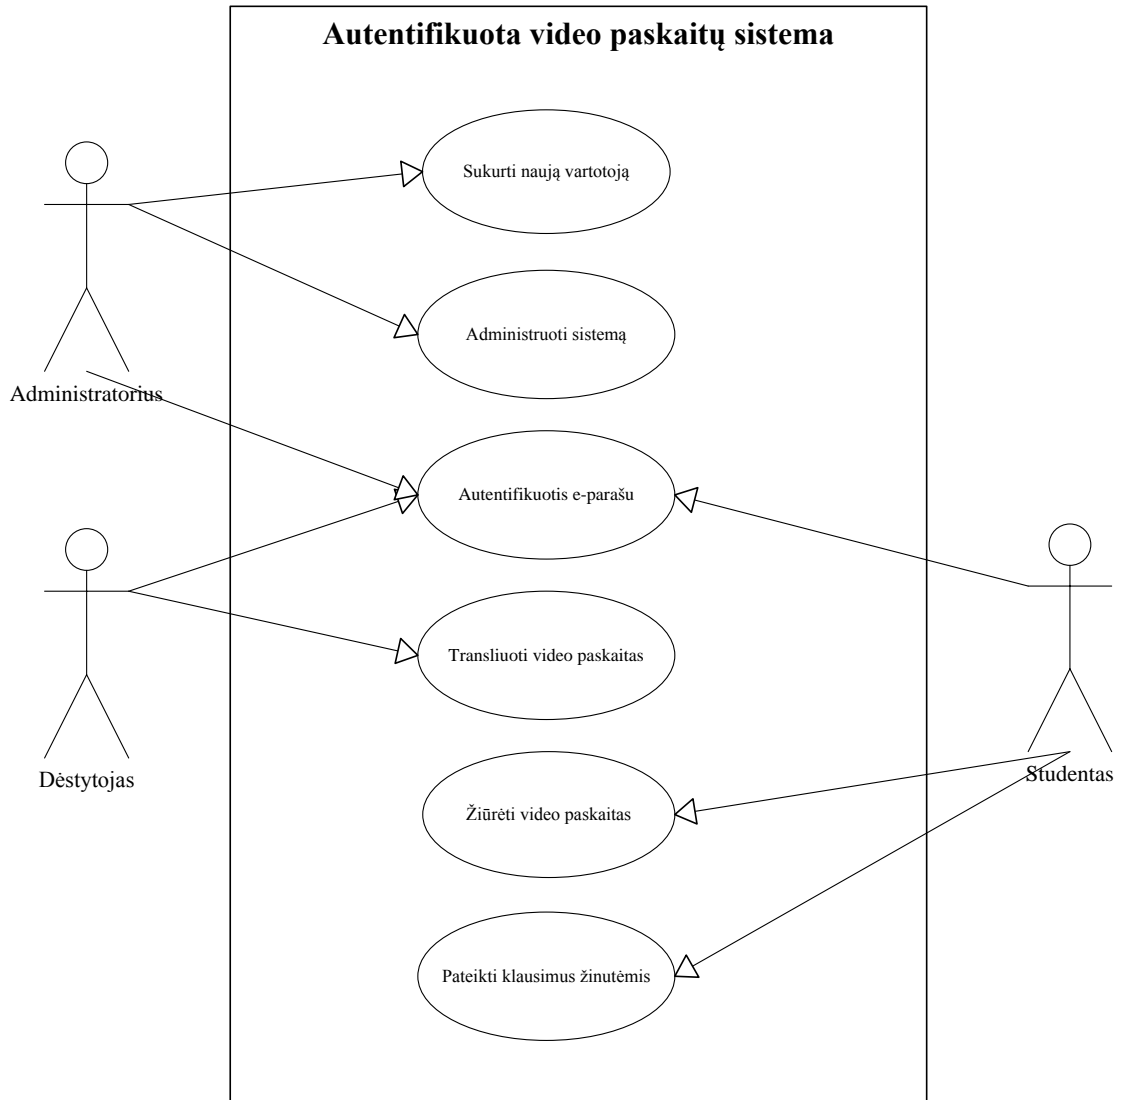 Autentifikuota video paskaitų sistema
Sukurti naują vartotoją
Administruoti sistemą
Administratorius
Autentifikuotis e-parašu
Transliuoti video paskaitas
Dėstytojas
Studentas
Žiūrėti video paskaitas
Pateikti klausimus žinutėmis